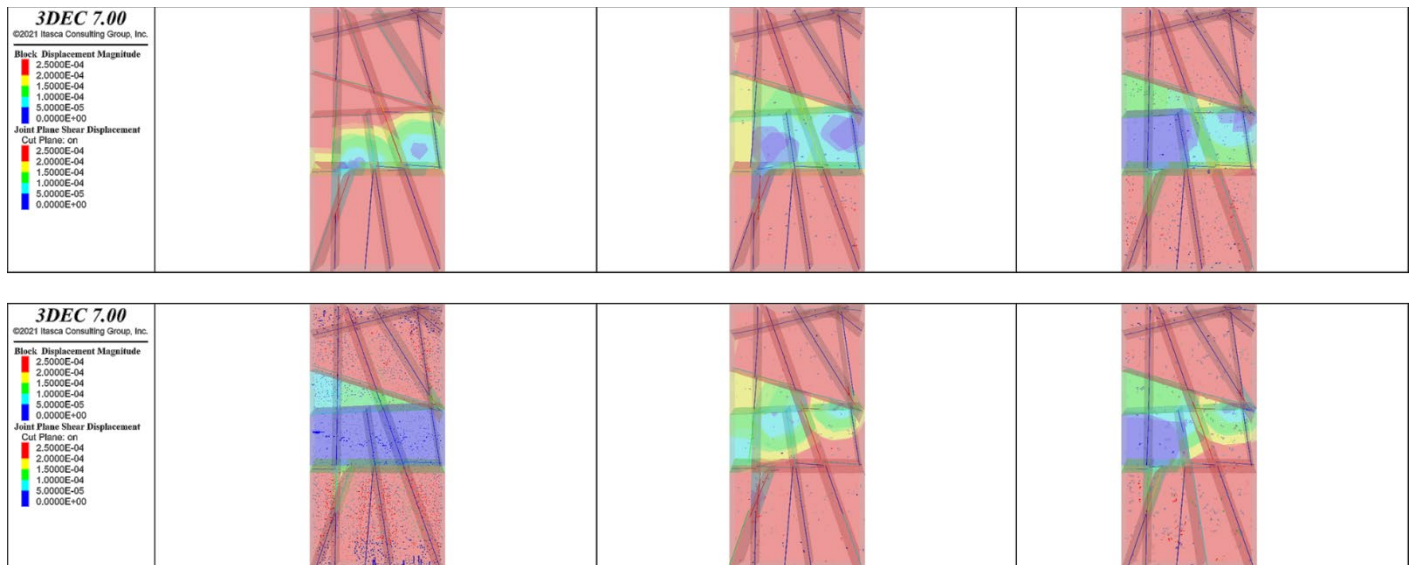 3DEC 7.00
©2021 Itasca Consulting Group, Inc.
Block Displacement Magnitude
2.5000E-04
2.0000E-04
1.5000E-04
1.0000E-04
5.0000E-05
0.0000E+00
Joint Plane Shear Displacement
Cut Plane: on
2.5000E-04
2.0000E-04
1.5000E-04
1.0000E-04
5.0000E-05
0.0000E+00
3DEC 7.00
©2021 Itasca Consulting Group, Inc.
Block Displacement Magnitude
2.5000E-04
2.0000E-04
1.5000E-04
1.0000E-04
5.0000E-05
0.0000E+00
Joint Plane Shear Displacement
Cut Plane: on
2.5000E-04
2.0000E-04
1.5000E-04
1.0000E-04
5.0000E-05
0.0000E+00